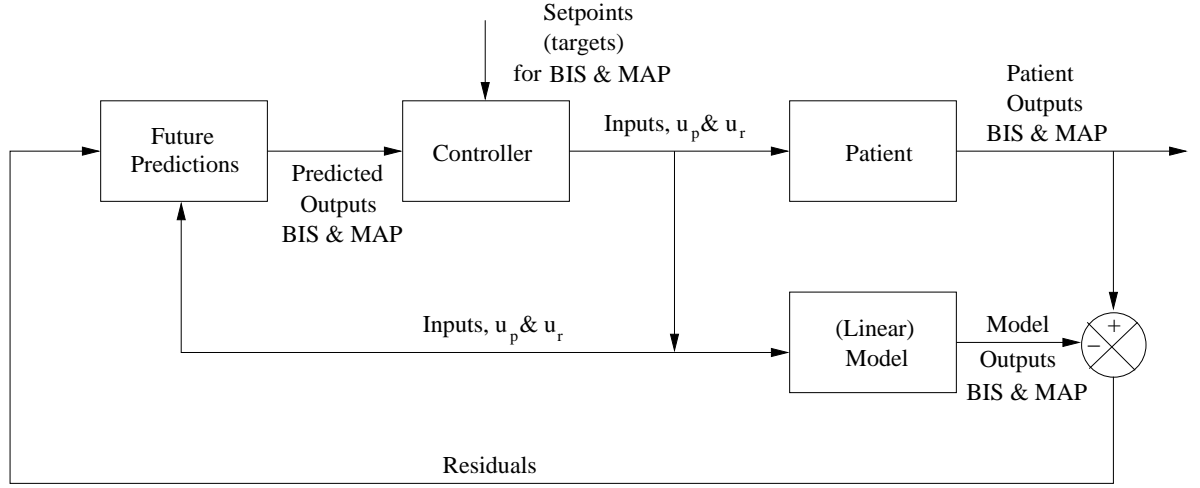 Setpoints
(targets)
for BIS & MAP
Future
Predictions
Predicted
Outputs
BIS & MAP
Controller
Inputs, u_p & u_r
Patient
Patient
Outputs
BIS & MAP
Inputs, u_p & u_r
(Linear)
Model
Model
Outputs
BIS & MAP
+
−
Residuals